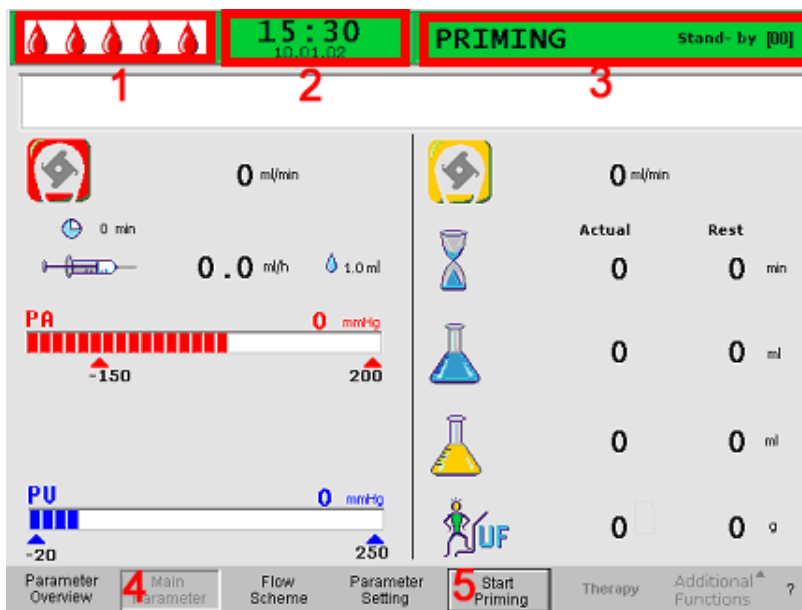 15:30
10.01.02
PRIMING Stand- by [00]
1 2 3
0 ml/min
0 ml/min
0 min
0.0 ml/h 1.0 ml
Actual Rest
0 0 min
PA 0 mmHg
-150 200
0 0 ml
0 0 ml
PV 0 mmHg
-20 250
UF 0 0 g
Parameter Overview
4
Main Parameter
Flow Scheme
Parameter Setting
5
Start Priming
Therapy
Additional Functions
?